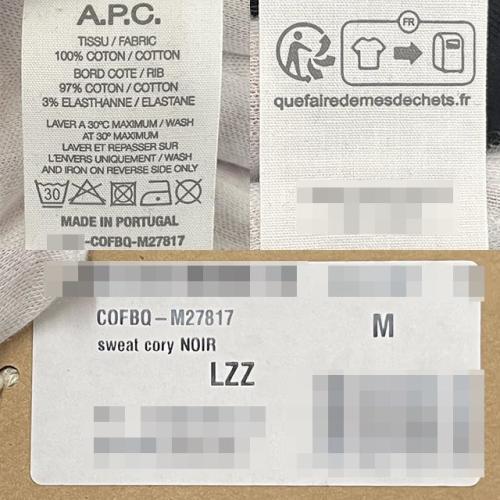 A.P.C.
TISSU / FABRIC
100% COTON / COTTON
BORD COTE / RIB
97% COTON / COTTON
3% ELASTHANNE / ELASTANE
LAVER A 30°C MAXIMUM / WASH
AT 30° MAXIMUM
LAVER ET REPASSER SUR
L'ENVERS UNIQUEMENT / WASH
AND IRON ON REVERSE SIDE ONLY
30
MADE IN PORTUGAL
-COFBQ-M27817
FR
quefairedemesdechets.fr
COFBQ-M27817
M
sweat cory NOIR
LZZ